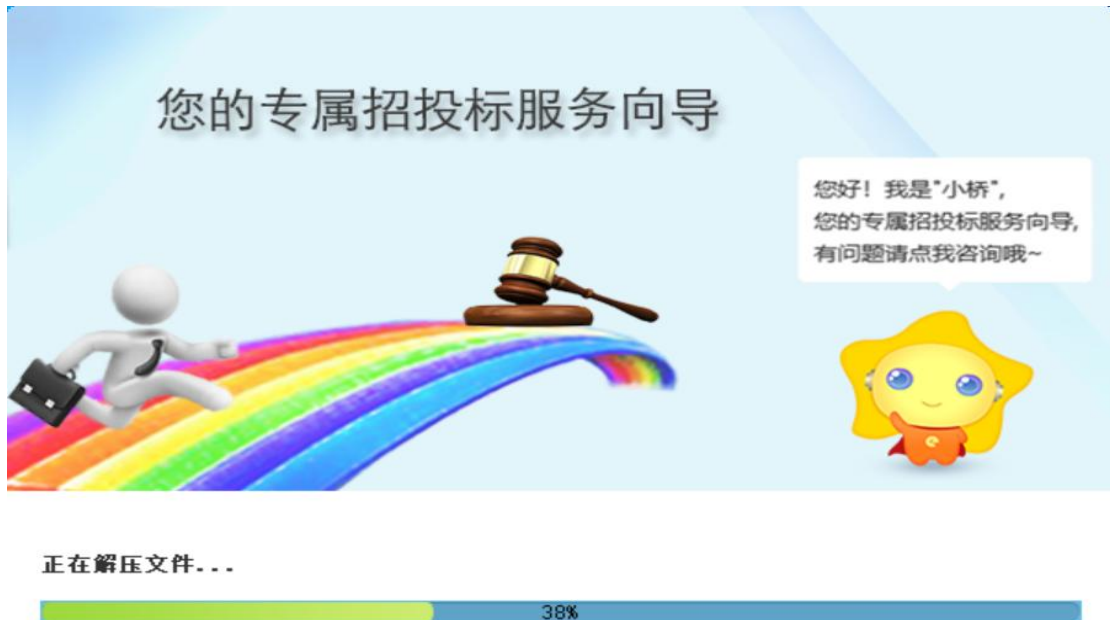 您的专属招投标服务向导
您好！我是"小桥",
您的专属招投标服务向导,
有问题请点我咨询哦~
正在解压文件...
38%